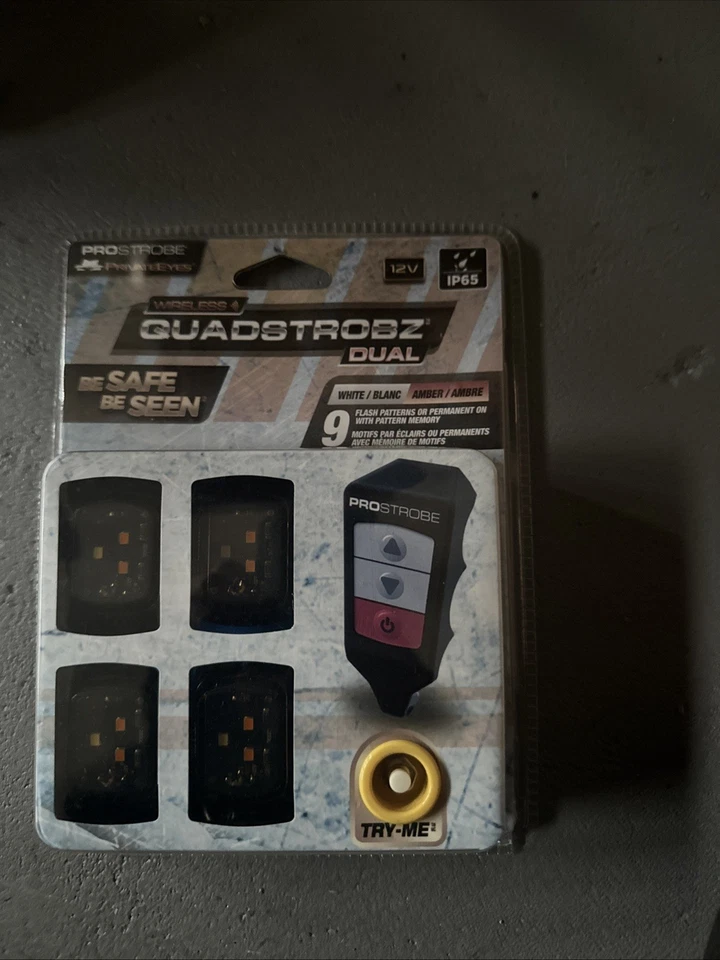 PROSTROBE
PRIVATEEYES
12V
IP65
WIRELESS
QUADSTROBZ
DUAL
BE SAFE
BE SEEN
WHITE / BLANC AMBER / AMBRE
9 FLASH PATTERNS OR PERMANENT ON
WITH PATTERN MEMORY
MOTIFS PAR ÉCLAIRS OU PERMANENTS
AVEC MÉMOIRE DE MOTIFS
PROSTROBE
TRY-ME